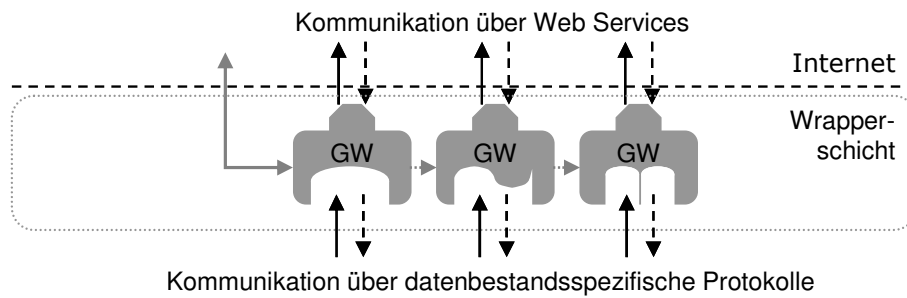 Kommunikation über Web Services
Internet
Wrapper-
schicht
GW GW GW
Kommunikation über datenbestandsspezifische Protokolle